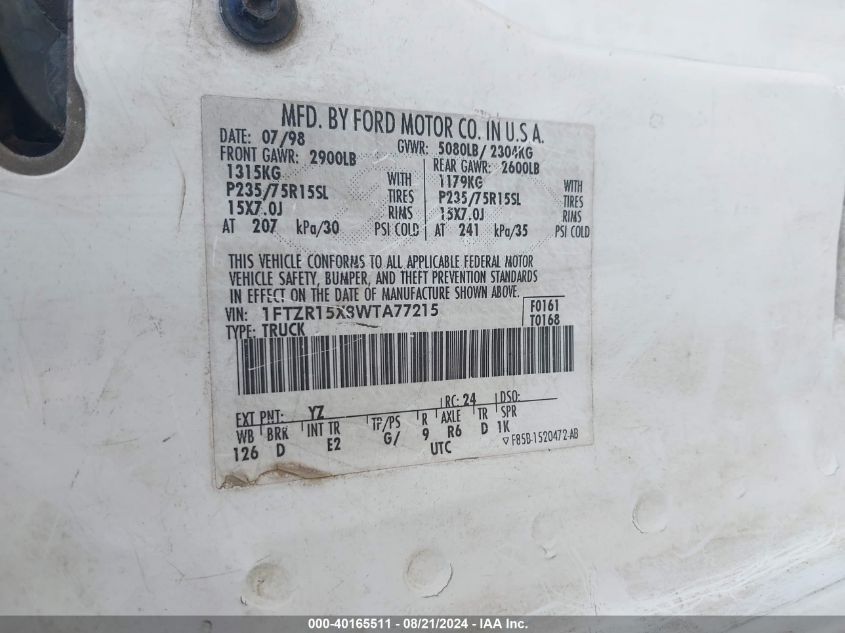 MFD. BY FORD MOTOR CO. IN U.S.A.
DATE: 07/98 GVWR: 5080LB/ 2304KG
FRONT GAWR: 2900LB REAR GAWR: 2600LB
1315KG WITH 1179KG WITH
P235/75R15SL TIRES P235/75R15SL TIRES
15X7.0J RIMS 15X7.0J RIMS
AT 207 kPa/30 PSI COLD AT 241 kPa/35 PSI COLD
THIS VEHICLE CONFORMS TO ALL APPLICABLE FEDERAL MOTOR
VEHICLE SAFETY, BUMPER, AND THEFT PREVENTION STANDARDS
IN EFFECT ON THE DATE OF MANUFACTURE SHOWN ABOVE.
VIN: 1FTZR15X8WTA77215 F0161
TYPE: TRUCK T0168
EXT PNT: YZ RC: 24 DSO:
WB BRK INT TR TP/PS R AXLE TR SPR
126 D E2 G/ 9 R6 D 1K
UTC ▽ F85B-1520472-AB
000-40165511 - 08/21/2024 - IAA Inc.